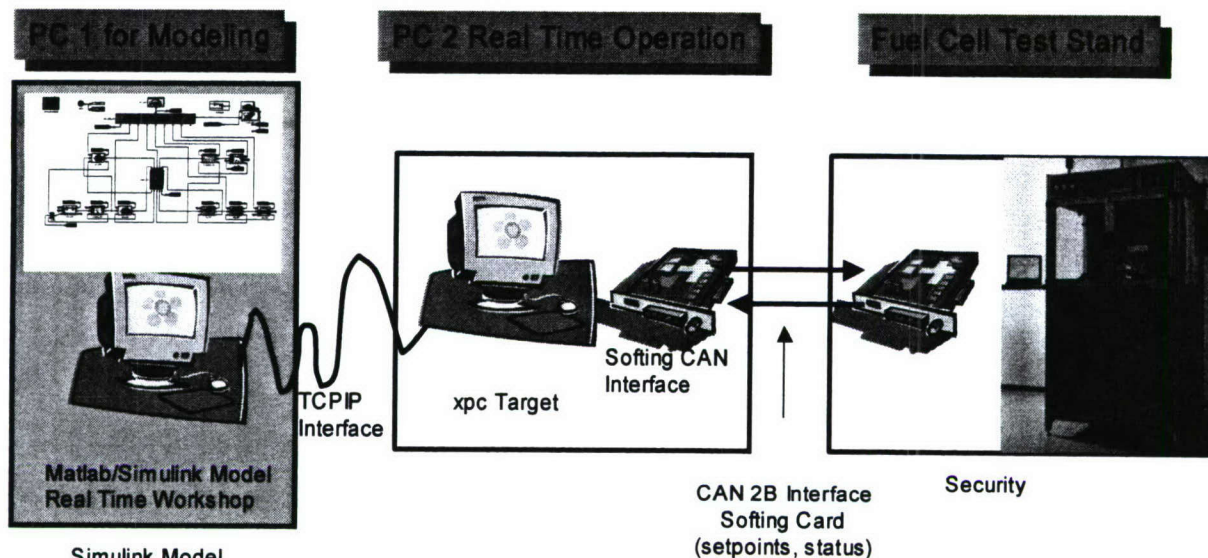 PC 1 for Modeling
PC 2 Real Time Operation
Fuel Cell Test Stand
TCPIP
Interface
xpc Target
Softing CAN
Interface
Matlab/Simulink Model
Real Time Workshop
CAN 2B Interface
Softing Card
(setpoints, status)
Security
Simulink Model